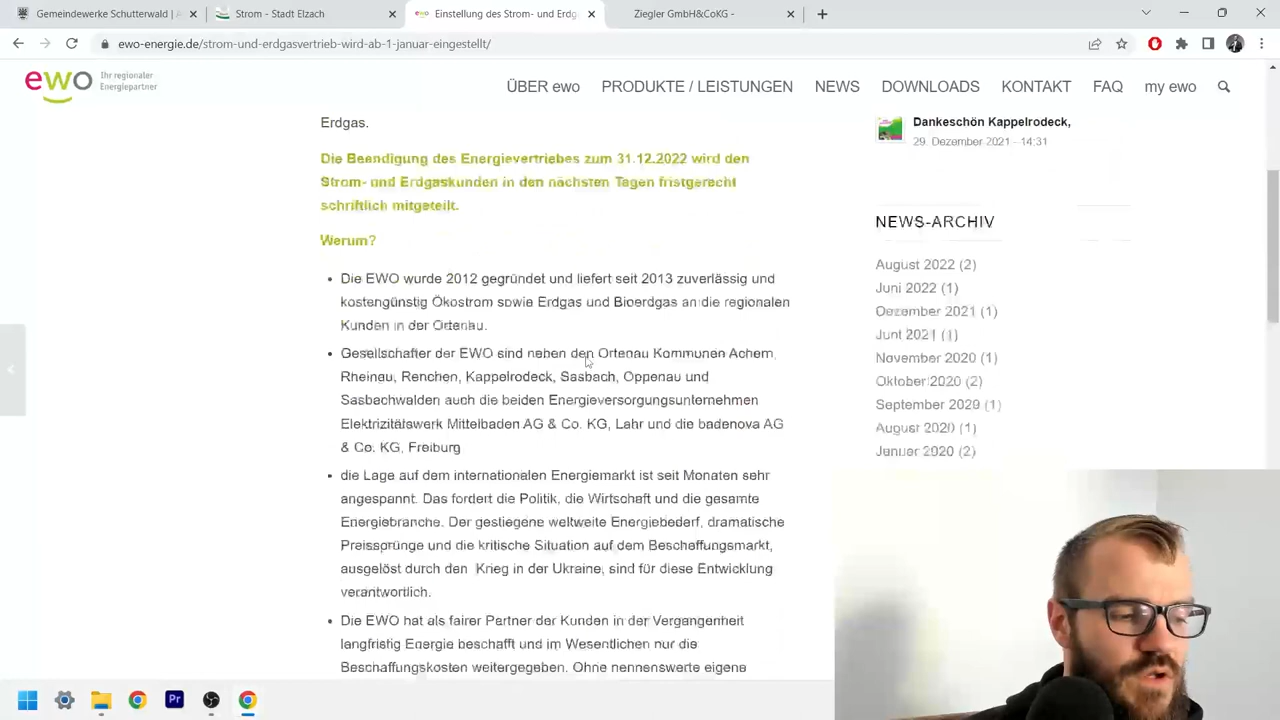 Gemeindewerke Schutterwald | A
Strom - Stadt Elzach
Einstellung des Strom- und Erdg
Ziegler GmbH&CoKG -
ewo-energie.de/strom-und-erdgasvertrieb-wird-ab-1-januar-eingestellt/
ewo
Ihr regionaler
Energiepartner
ÜBER ewo
PRODUKTE / LEISTUNGEN
NEWS
DOWNLOADS
KONTAKT
FAQ
my ewo
Erdgas.
Die Beendigung des Energievertriebes zum 31.12.2022 wird den
Strom- und Erdgaskunden in den nächsten Tagen fristgerecht
schriftlich mitgeteilt.
Warum?
• Die EWO wurde 2012 gegründet und liefert seit 2013 zuverlässig und
kostengünstig Ökostrom sowie Erdgas und Bioerdgas an die regionalen
Kunden in der Ortenau.
• Gesellschafter der EWO sind neben den Ortenau Kommunen Achern,
Rheinau, Renchen, Kappelrodeck, Sasbach, Oppenau und
Sasbachwalden auch die beiden Energieversorgungsunternehmen
Elektrizitätswerk Mittelbaden AG & Co. KG, Lahr und die badenova AG
& Co. KG, Freiburg
• die Lage auf dem internationalen Energiemarkt ist seit Monaten sehr
angespannt. Das fordert die Politik, die Wirtschaft und die gesamte
Energiebranche. Der gestiegene weltweite Energiebedarf, dramatische
Preissprünge und die kritische Situation auf dem Beschaffungsmarkt,
ausgelöst durch den Krieg in der Ukraine, sind für diese Entwicklung
verantwortlich.
• Die EWO hat als fairer Partner der Kunden in der Vergangenheit
langfristig Energie beschafft und im Wesentlichen nur die
Beschaffungskosten weitergegeben. Ohne nennenswerte eigene
Dankeschön Kappelrodeck,
29. Dezember 2021 - 14:31
NEWS-ARCHIV
August 2022 (2)
Juni 2022 (1)
Dezember 2021 (1)
Juni 2021 (1)
November 2020 (1)
Oktober 2020 (2)
September 2020 (1)
August 2020 (1)
Januar 2020 (2)
Pr